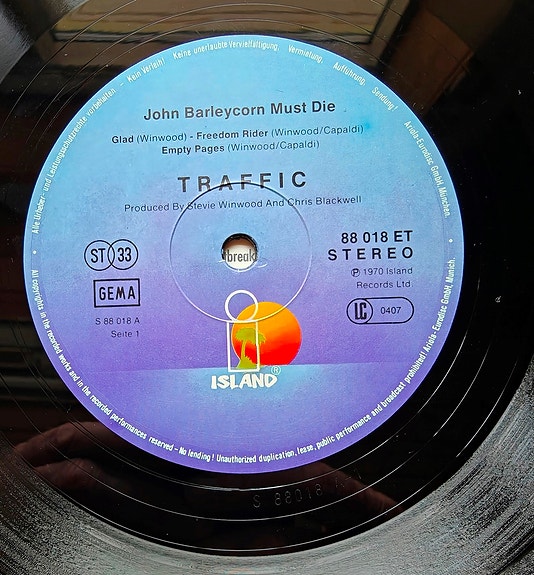 Alle Urheber- und Leistungsschutzrechte vorbehalten - Kein Verleih! Keine unerlaubte Vervielfältigung, Vermietung, Aufführung, Sendung! Ariola-Eurodisc GmbH, München.
John Barleycorn Must Die
Glad (Winwood) - Freedom Rider (Winwood/Capaldi)
Empty Pages (Winwood/Capaldi)
TRAFFIC
Produced By Stevie Winwood And Chris Blackwell
break
ST 33
GEMA
S 88 018 A
Seite 1
88 018 ET
STEREO
℗ 1970 Island
Records Ltd
LC 0407
ISLAND®
All copyrights in the recorded works and in the recorded performances reserved - No lending! Unauthorized duplication, lease, public performance and broadcast prohibited! Ariola-Eurodisc GmbH, Munich.
S 88018 A